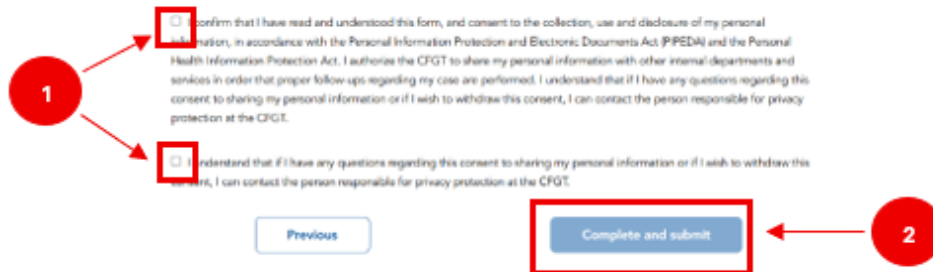 I confirm that I have read and understood this form, and consent to the collection, use and disclosure of my personal
information, in accordance with the Personal Information Protection and Electronic Documents Act (PIPEDA) and the Personal
Health Information Protection Act. I authorize the CFGT to share my personal information with other internal departments and
services in order that proper follow-ups regarding my case are performed. I understand that if I have any questions regarding this
consent to sharing my personal information or if I wish to withdraw this consent, I can contact the person responsible for privacy
protection at the CFGT.
1
I understand that if I have any questions regarding this consent to sharing my personal information or if I wish to withdraw this
consent, I can contact the person responsible for privacy protection at the CFGT.
Previous
Complete and submit
2